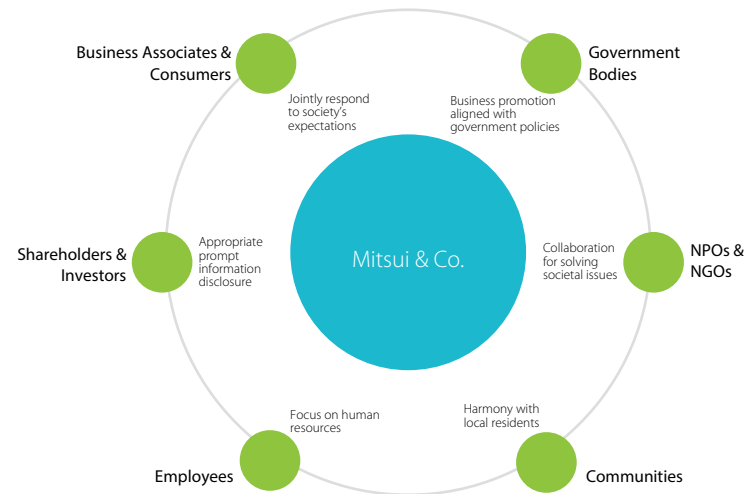 Business Associates &
Consumers
Jointly respond
to society's
expectations
Government
Bodies
Business promotion
aligned with
government policies
Shareholders &
Investors
Appropriate
prompt
information
disclosure
Mitsui & Co.
Collaboration
for solving
societal issues
NPOs &
NGOs
Focus on human
resources
Employees
Harmony with
local residents
Communities